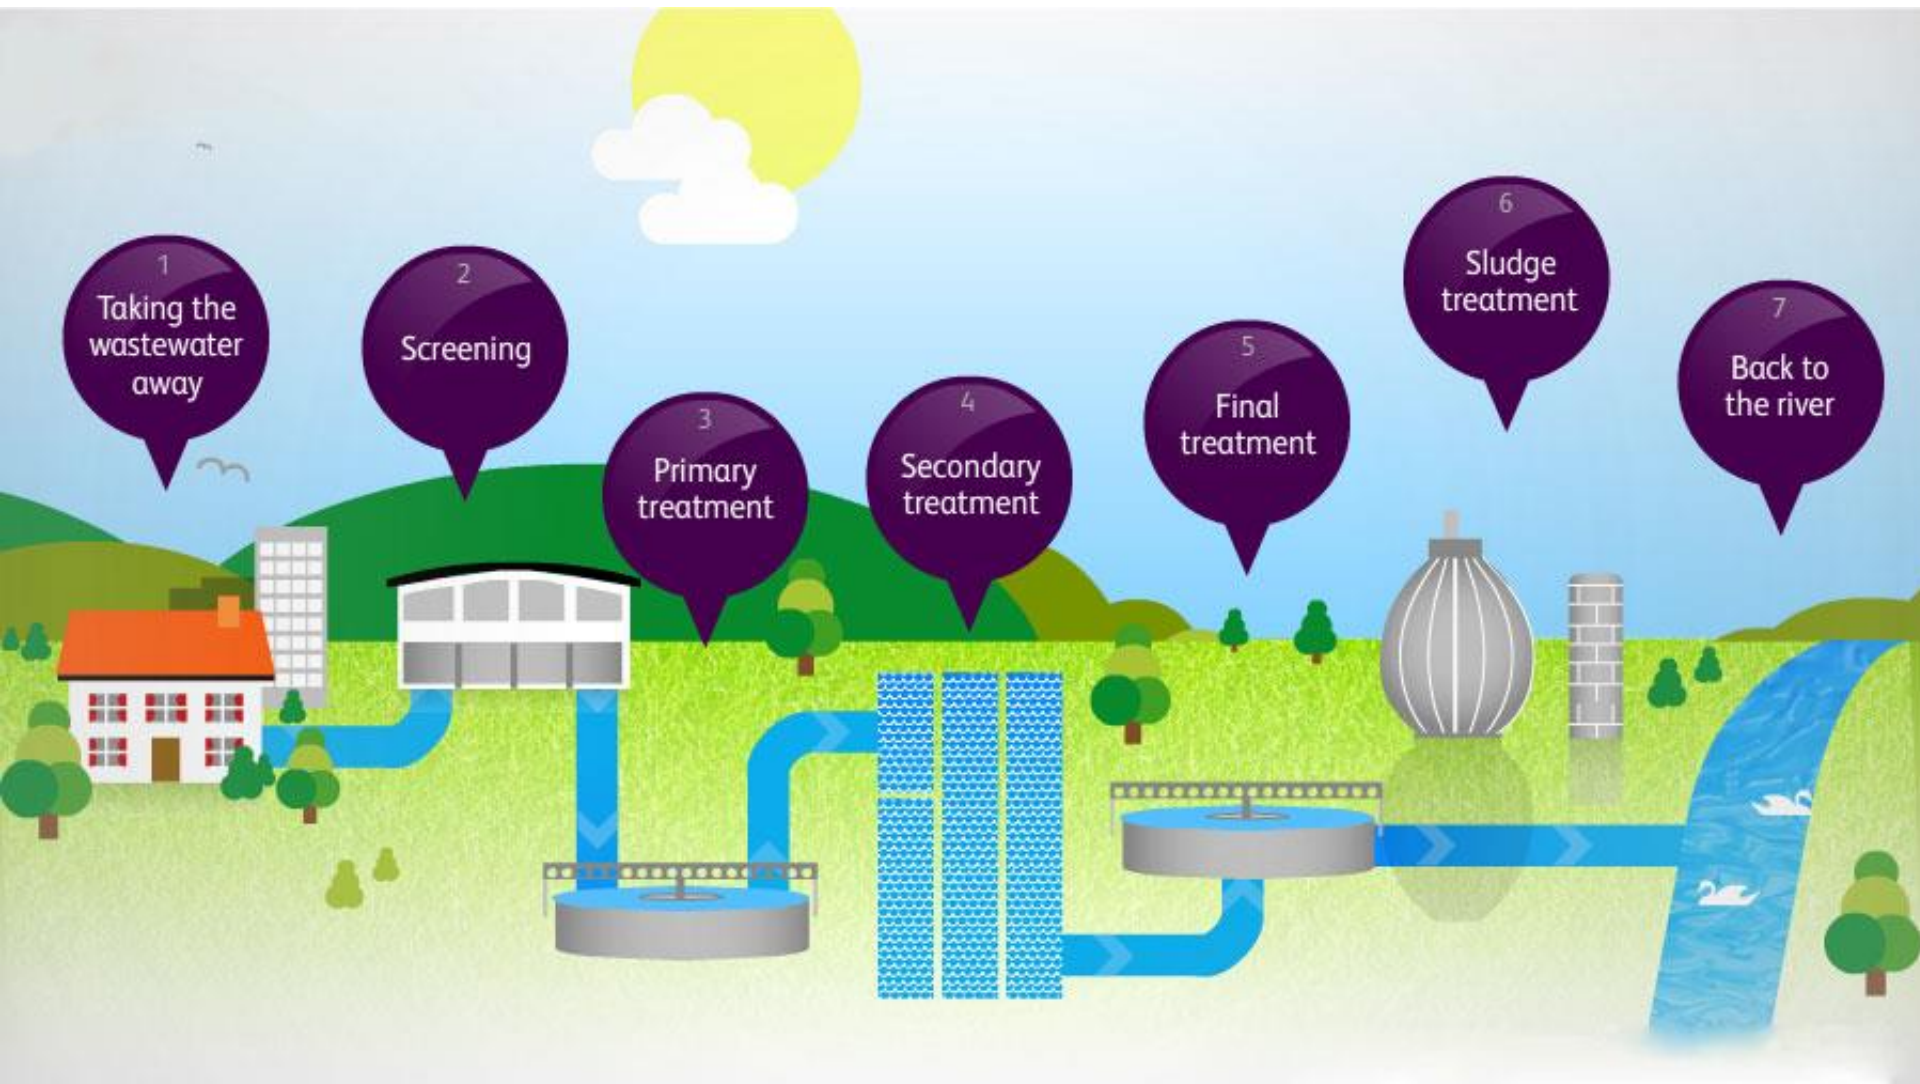 1
Taking the
wastewater
away
2
Screening
3
Primary
treatment
4
Secondary
treatment
5
Final
treatment
6
Sludge
treatment
7
Back to
the river